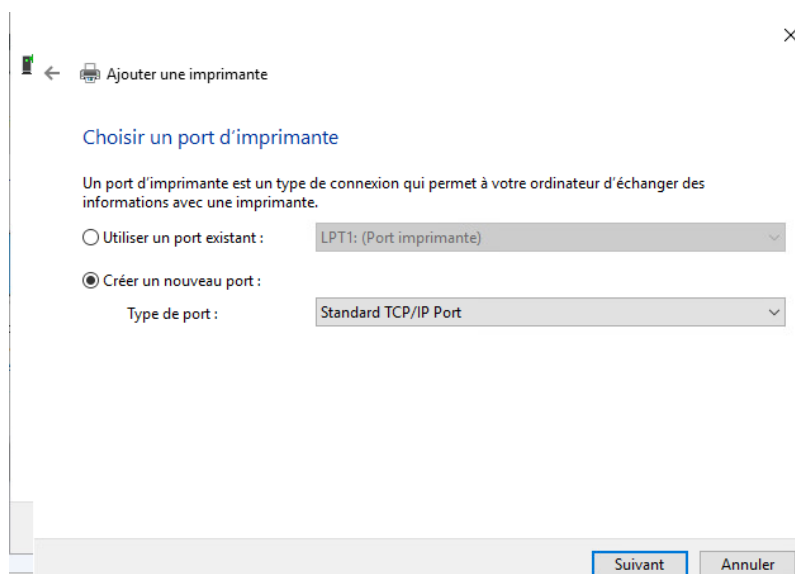 Ajouter une imprimante
Choisir un port d'imprimante
Un port d'imprimante est un type de connexion qui permet à votre ordinateur d'échanger des
informations avec une imprimante.
Utiliser un port existant :
LPT1: (Port imprimante)
Créer un nouveau port :
Type de port :
Standard TCP/IP Port
Suivant
Annuler